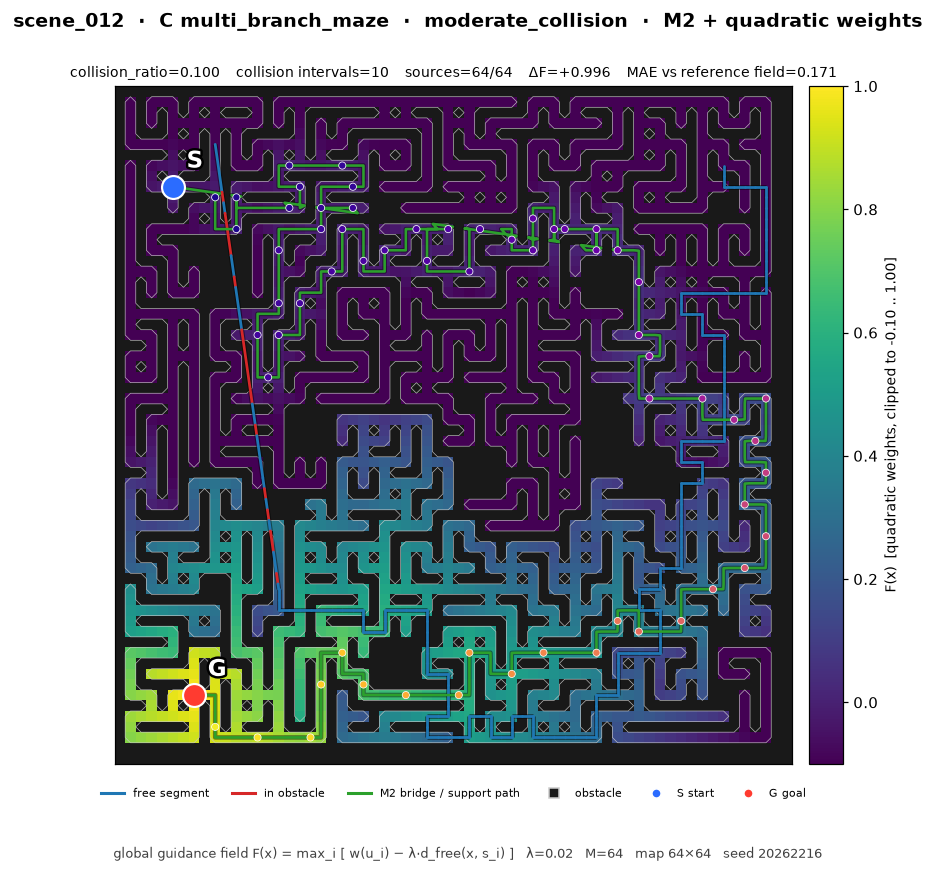 scene_012 · C multi_branch_maze · moderate_collision · M2 + quadratic weights
collision_ratio=0.100 collision intervals=10 sources=64/64 ΔF=+0.996 MAE vs reference field=0.171
S
G
1.0
0.8
0.6
0.4
0.2
0.0
F(x) [quadratic weights, clipped to -0.10 .. 1.00]
free segment
in obstacle
M2 bridge / support path
obstacle
S start
G goal
global guidance field F(x) = max_i [ w(u_i) − λ·d_free(x, s_i) ] λ=0.02 M=64 map 64×64 seed 20262216